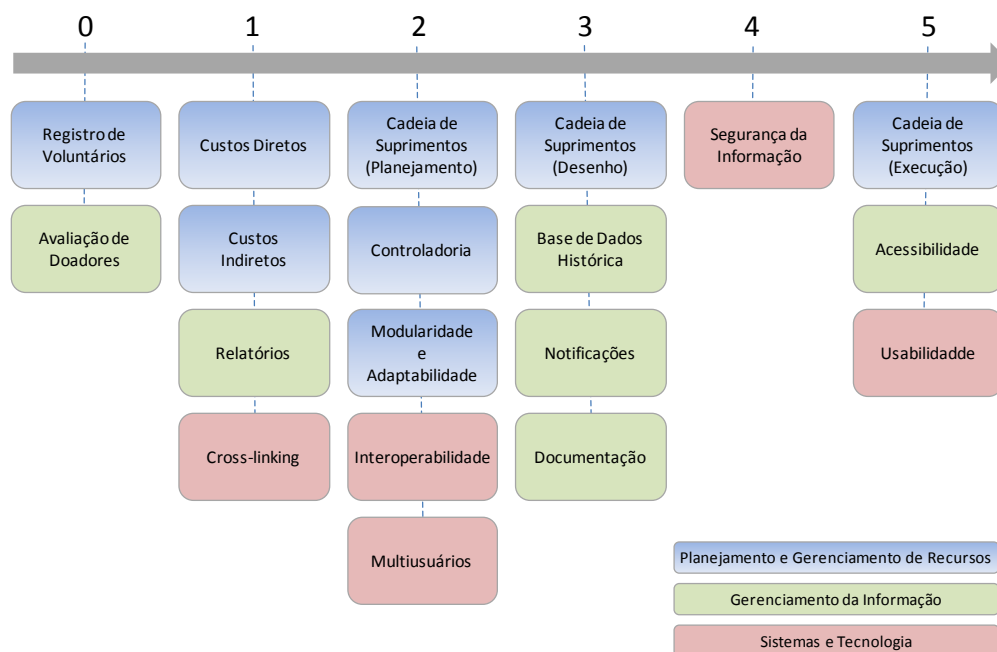 0
1
2
3
4
5
Registro de
Voluntários
Custos Diretos
Cadeia de
Suprimentos
(Planejamento)
Cadeia de
Suprimentos
(Desenho)
Segurança da
Informação
Cadeia de
Suprimentos
(Execução)
Avaliação de
Doadores
Custos
Indiretos
Controladoria
Base de Dados
Histórica
Acessibilidade
Relatórios
Modularidade
e
Adaptabilidade
Notificações
Usabilidadde
Cross-linking
Interoperabilidade
Documentação
Multiusuários
Planejamento e Gerenciamento de Recursos
Gerenciamento da Informação
Sistemas e Tecnologia